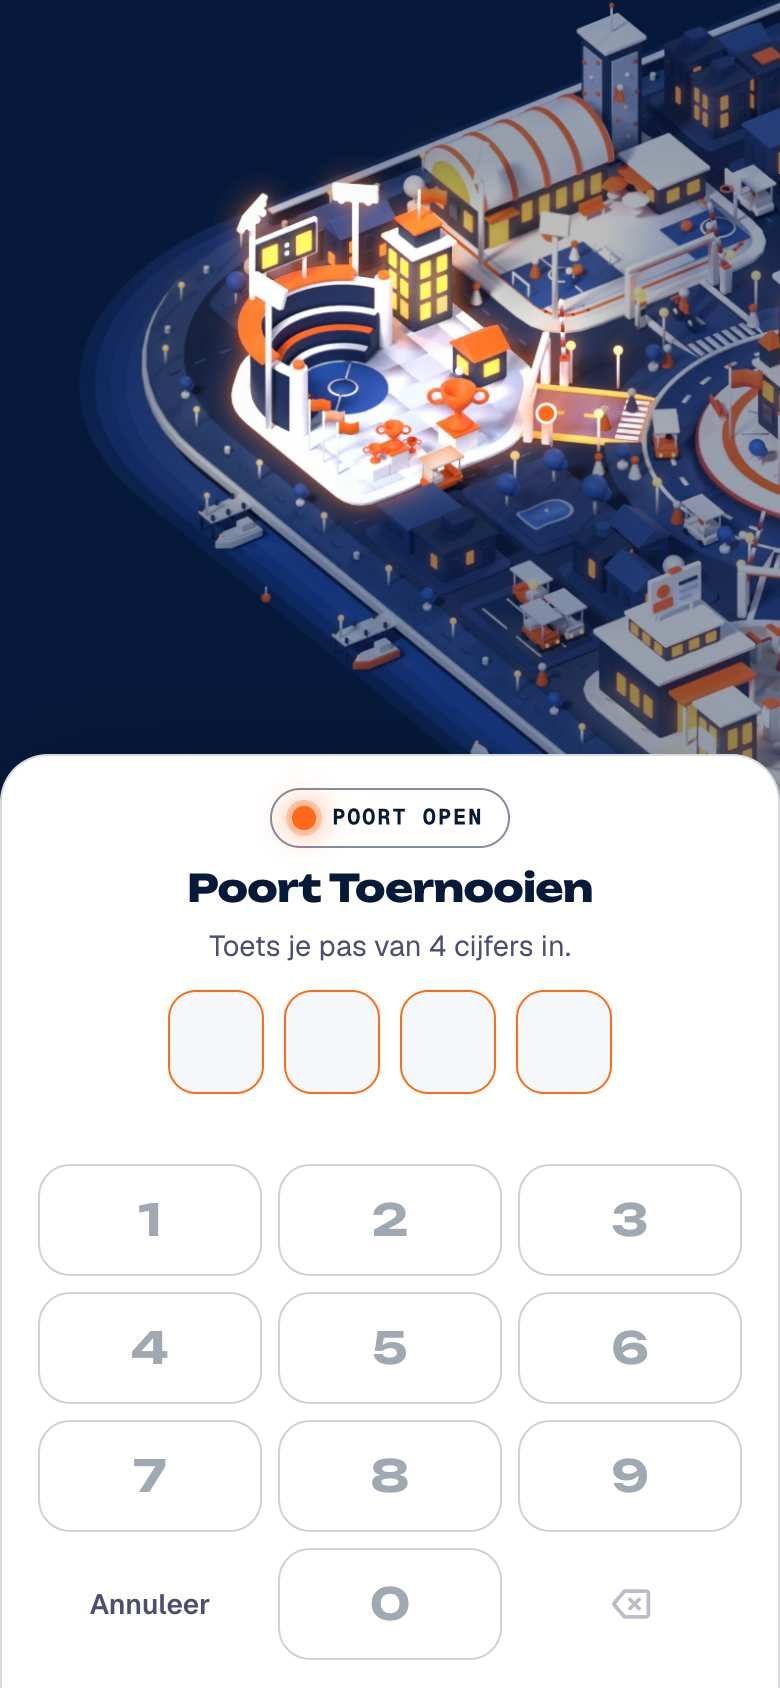 POORT OPEN
Poort Toernooien
Toets je pas van 4 cijfers in.
1 2 3
4 5 6
7 8 9
Annuleer 0